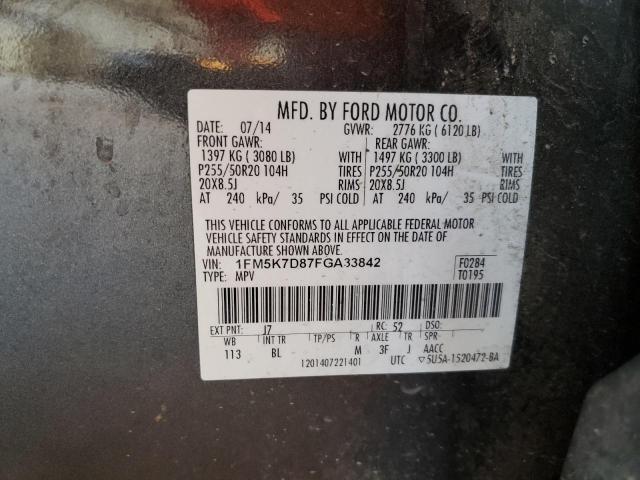 MFD. BY FORD MOTOR CO.
DATE: 07/14 GVWR: 2776 KG ( 6120 LB)
FRONT GAWR: REAR GAWR:
1397 KG ( 3080 LB) WITH 1497 KG ( 3300 LB) WITH
P255/50R20 104H TIRES P255/50R20 104H TIRES
20X8.5J RIMS 20X8.5J RIMS
AT 240 kPa/ 35 PSI COLD AT 240 kPa/ 35 PSI COLD
THIS VEHICLE CONFORMS TO ALL APPLICABLE FEDERAL MOTOR
VEHICLE SAFETY STANDARDS IN EFFECT ON THE DATE OF
MANUFACTURE SHOWN ABOVE.
VIN: 1FM5K7D87FGA33842 F0284
TYPE: MPV T0195
EXT PNT: J7 RC: 52 DSO:
WB INT TR TP/PS R AXLE TR SPR
113 BL M 3F J AACC
1201407221401 UTC ▽5U5A-1520472-BA